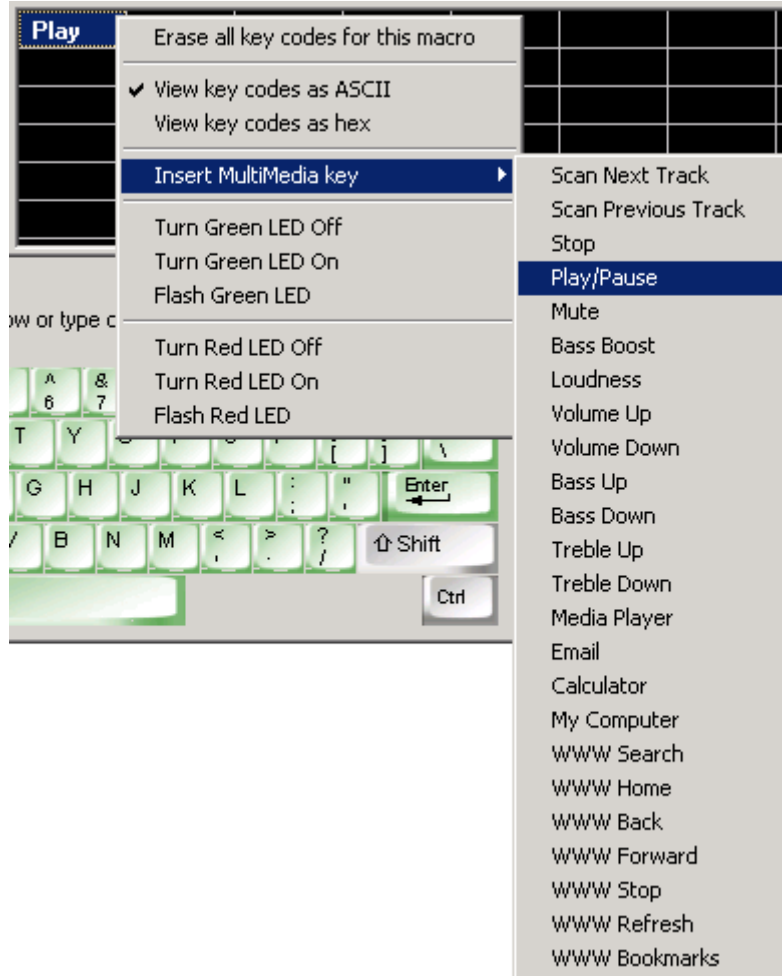 Play
Erase all key codes for this macro
View key codes as ASCII
View key codes as hex
Insert MultiMedia key
Turn Green LED Off
Turn Green LED On
Flash Green LED
Turn Red LED Off
Turn Red LED On
Flash Red LED
Scan Next Track
Scan Previous Track
Stop
Play/Pause
Mute
Bass Boost
Loudness
Volume Up
Volume Down
Bass Up
Bass Down
Treble Up
Treble Down
Media Player
Email
Calculator
My Computer
WWW Search
WWW Home
WWW Back
WWW Forward
WWW Stop
WWW Refresh
WWW Bookmarks
or type
^ &
6 7
T Y
[ ] \
G H J K L : "
; ' Enter
B N M < > ?
, . / Shift
Ctrl